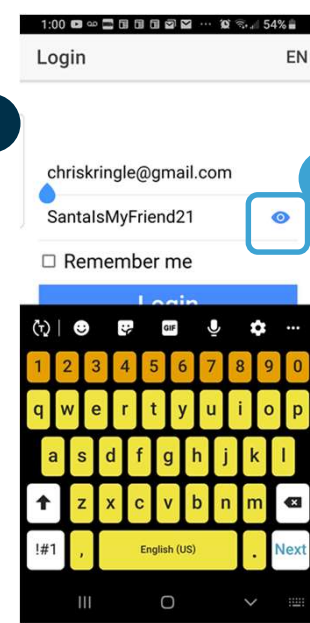 1:00 54%
Login EN
chriskringle@gmail.com
SantaIsMyFriend21
Remember me
Login
GIF
1 2 3 4 5 6 7 8 9 0
q w e r t y u i o p
a s d f g h j k l
z x c v b n m
!#1 , English (US) . Next